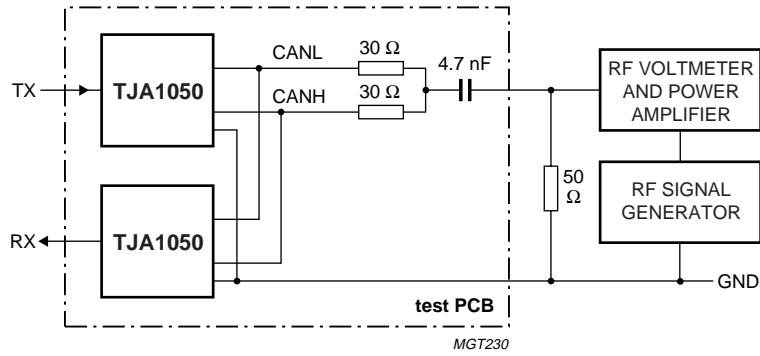 CANL
30 Ω
4.7 nF
TX
TJA1050
CANH
30 Ω
RF VOLTMETER
AND POWER
AMPLIFIER
50
Ω
RF SIGNAL
GENERATOR
RX
TJA1050
GND
test PCB
MGT230